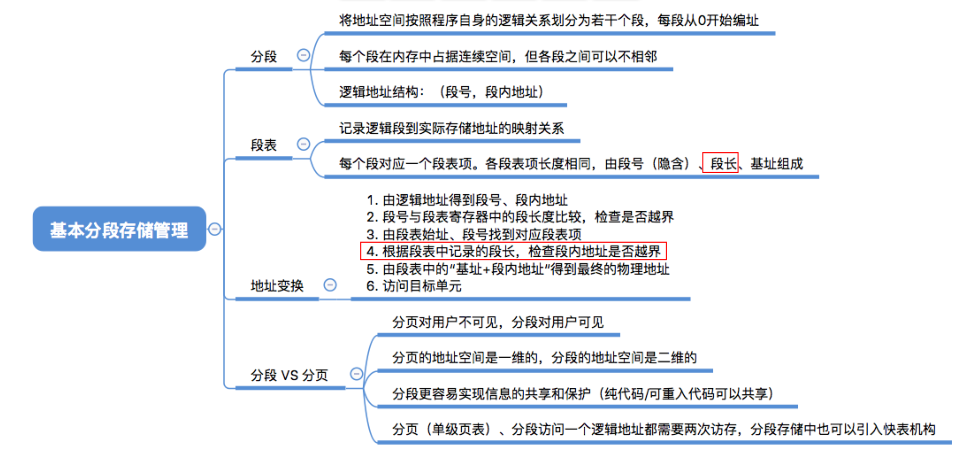 将地址空间按照程序自身的逻辑关系划分为若干个段，每段从0开始编址
分段
每个段在内存中占据连续空间，但各段之间可以不相邻
逻辑地址结构：（段号，段内地址）
记录逻辑段到实际存储地址的映射关系
段表
每个段对应一个段表项。各段表项长度相同，由段号（隐含）、段长、基址组成
基本分段存储管理
1. 由逻辑地址得到段号、段内地址
2. 段号与段表寄存器中的段长度比较，检查是否越界
3. 由段表始址、段号找到对应段表项
4. 根据段表中记录的段长，检查段内地址是否越界
5. 由段表中的“基址+段内地址”得到最终的物理地址
6. 访问目标单元
地址变换
分页对用户不可见，分段对用户可见
分页的地址空间是一维的，分段的地址空间是二维的
分段 VS 分页
分段更容易实现信息的共享和保护（纯代码/可重入代码可以共享）
分页（单级页表）、分段访问一个逻辑地址都需要两次访存，分段存储中也可以引入快表机构